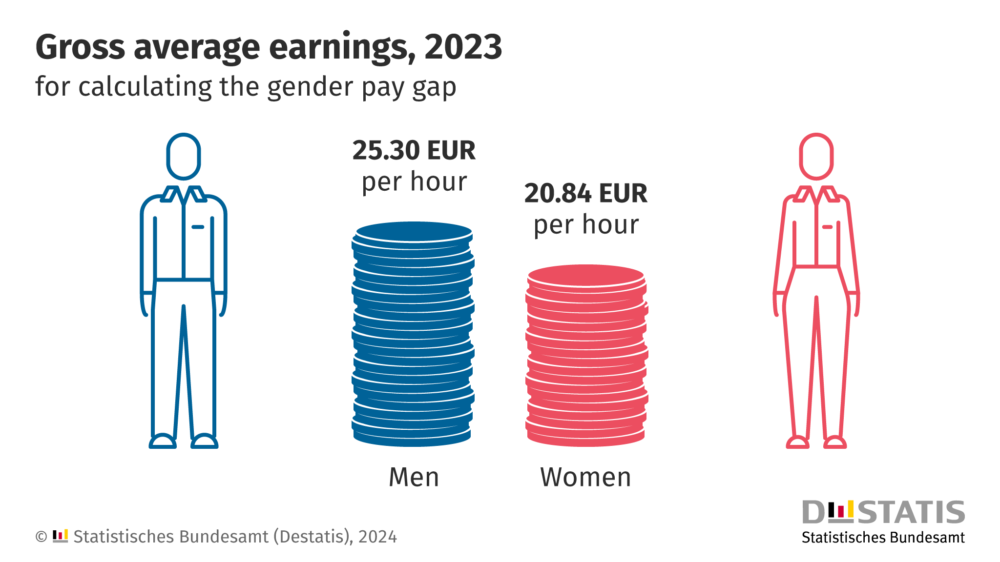 Gross average earnings, 2023
for calculating the gender pay gap
25.30 EUR
per hour
20.84 EUR
per hour
Men
Women
© Statistisches Bundesamt (Destatis), 2024
DESTATIS
Statistisches Bundesamt